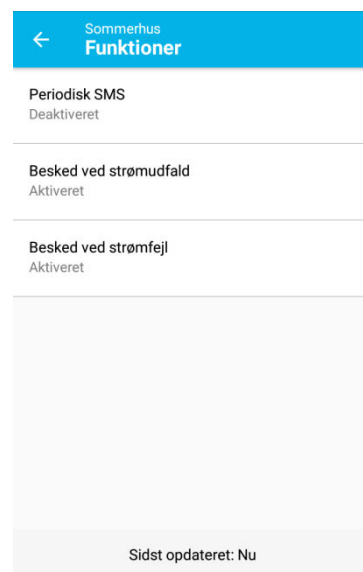 Sommerhus
Funktioner
Periodisk SMS
Deaktiveret
Besked ved strømudfald
Aktiveret
Besked ved strømfejl
Aktiveret
Sidst opdateret: Nu